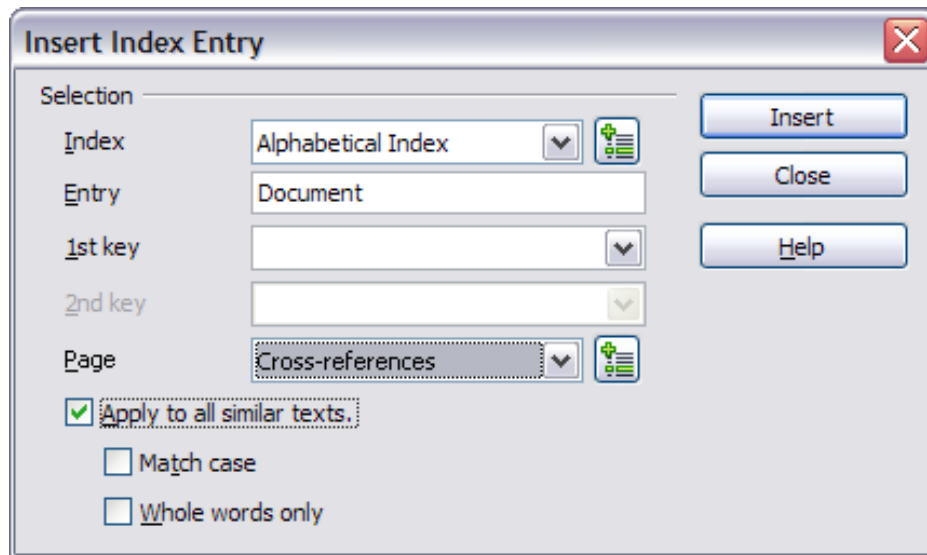 Insert Index Entry
Selection
Index Alphabetical Index
Entry Document
1st key
2nd key
Page Cross-references
Apply to all similar texts.
Match case
Whole words only
Insert
Close
Help